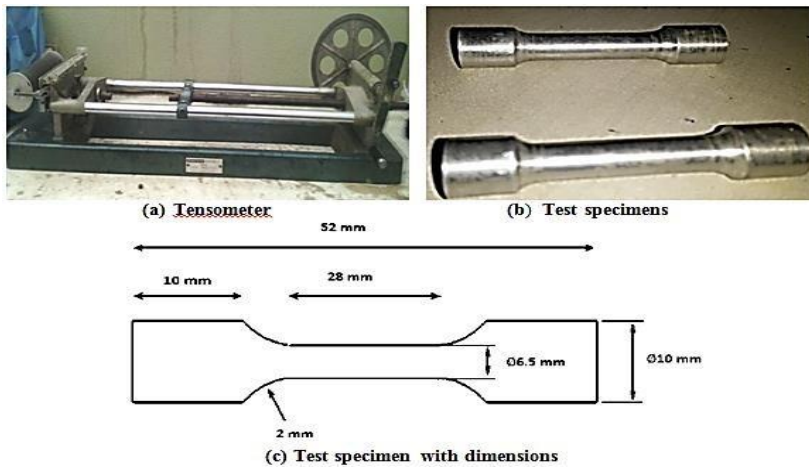 (a) Tensometer
(b) Test specimens
52 mm
10 mm
28 mm
Ø6.5 mm
Ø10 mm
2 mm
(c) Test specimen with dimensions